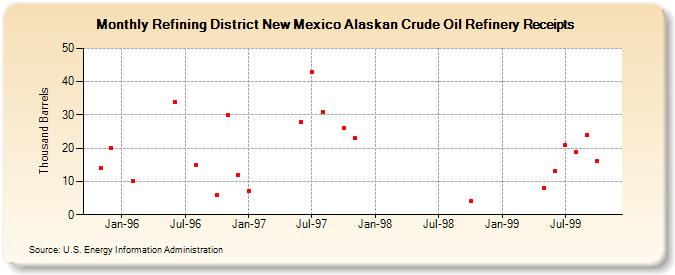 Monthly Refining District New Mexico Alaskan Crude Oil Refinery Receipts
Thousand Barrels
50
40
30
20
10
0
Jan-96 Jul-96 Jan-97 Jul-97 Jan-98 Jul-98 Jan-99 Jul-99
Source: U.S. Energy Information Administration